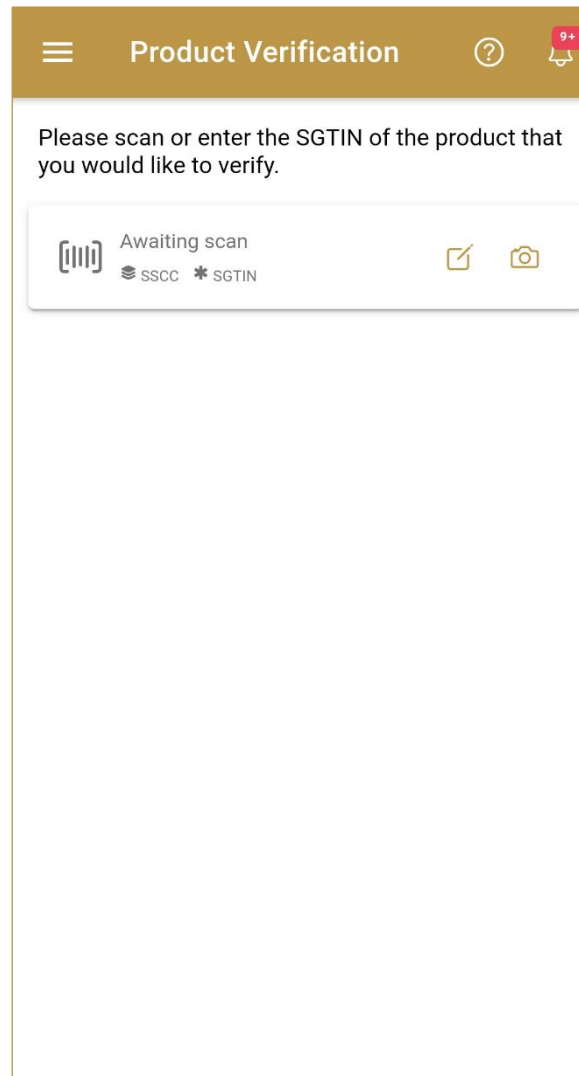 Product Verification
9+
Please scan or enter the SGTIN of the product that
you would like to verify.
Awaiting scan
SSCC SGTIN